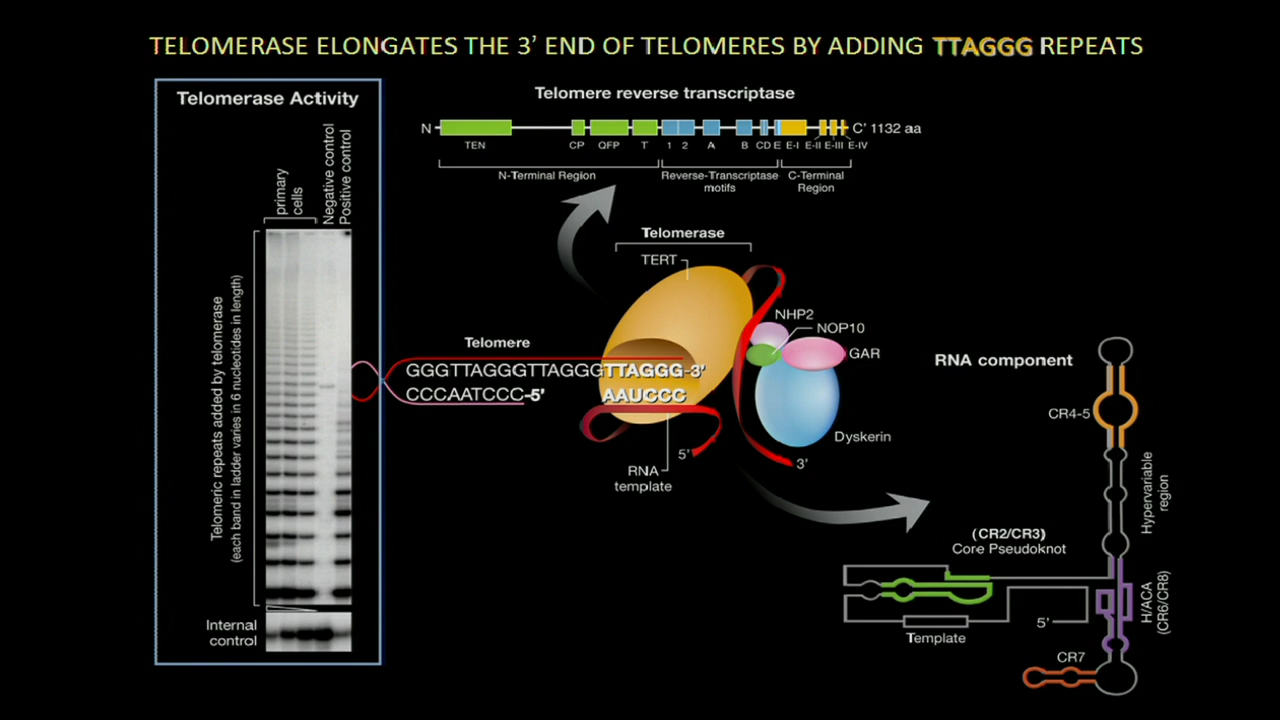 TELOMERASE ELONGATES THE 3’ END OF TELOMERES BY ADDING TTAGGG REPEATS
Telomerase Activity
primary
cells
Negative control
Positive control
Telomeric repeats added by telomerase
(each band in ladder varies in 6 nucleotides in length)
Internal
control
Telomere reverse transcriptase
N C' 1132 aa
TEN CP QFP T 1 2 A B CD E E-I E-II E-III E-IV
N-Terminal Region
Reverse-Transcriptase
motifs
C-Terminal
Region
Telomerase
TERT
NHP2
NOP10
GAR
Dyskerin
Telomere
GGGTTAGGGTTAGGGTTAGGG-3'
CCCAATCCC-5'
AAUCCC
5'
3'
RNA
template
RNA component
CR4-5
Hypervariable
region
(CR2/CR3)
Core Pseudoknot
H/ACA
(CR6/CR8)
5'
Template
CR7